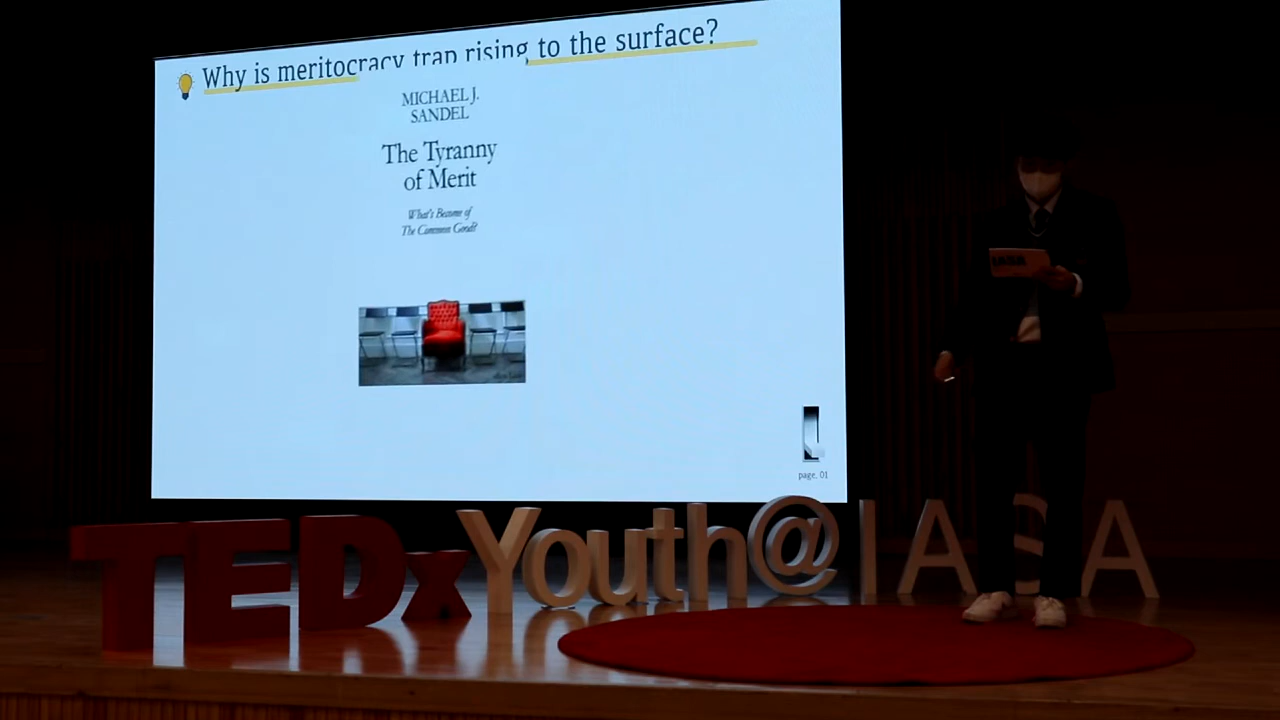 Why is meritocracy trap rising to the surface?
MICHAEL J.
SANDEL
The Tyranny
of Merit
What's Become of
The Common Good?
page. 01
IASA
TEDxYouth@IASA